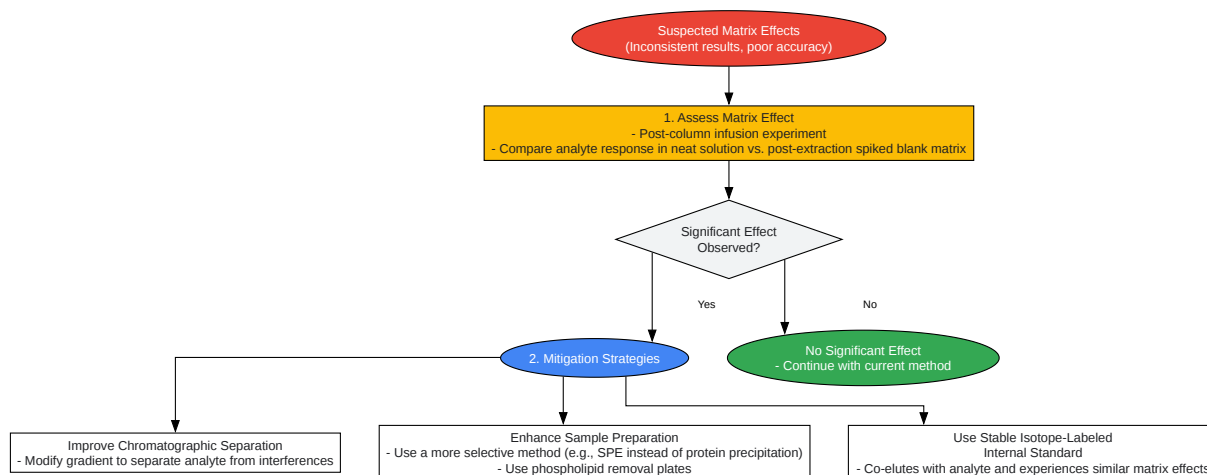 Suspected Matrix Effects
(Inconsistent results, poor accuracy)
1. Assess Matrix Effect
- Post-column infusion experiment
- Compare analyte response in neat solution vs. post-extraction spiked blank matrix
Significant Effect
Observed?
Yes
No
2. Mitigation Strategies
No Significant Effect
- Continue with current method
Improve Chromatographic Separation
- Modify gradient to separate analyte from interferences
Enhance Sample Preparation
- Use a more selective method (e.g., SPE instead of protein precipitation)
- Use phospholipid removal plates
Use Stable Isotope-Labeled
Internal Standard
- Co-elutes with analyte and experiences similar matrix effects